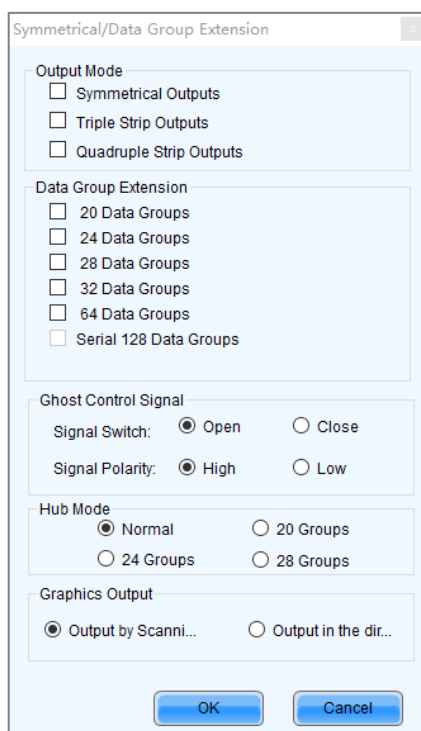 Symmetrical/Data Group Extension
Output Mode
Symmetrical Outputs
Triple Strip Outputs
Quadruple Strip Outputs
Data Group Extension
20 Data Groups
24 Data Groups
28 Data Groups
32 Data Groups
64 Data Groups
Serial 128 Data Groups
Ghost Control Signal
Signal Switch: Open Close
Signal Polarity: High Low
Hub Mode
Normal 20 Groups
24 Groups 28 Groups
Graphics Output
Output by Scanni... Output in the dir...
OK Cancel